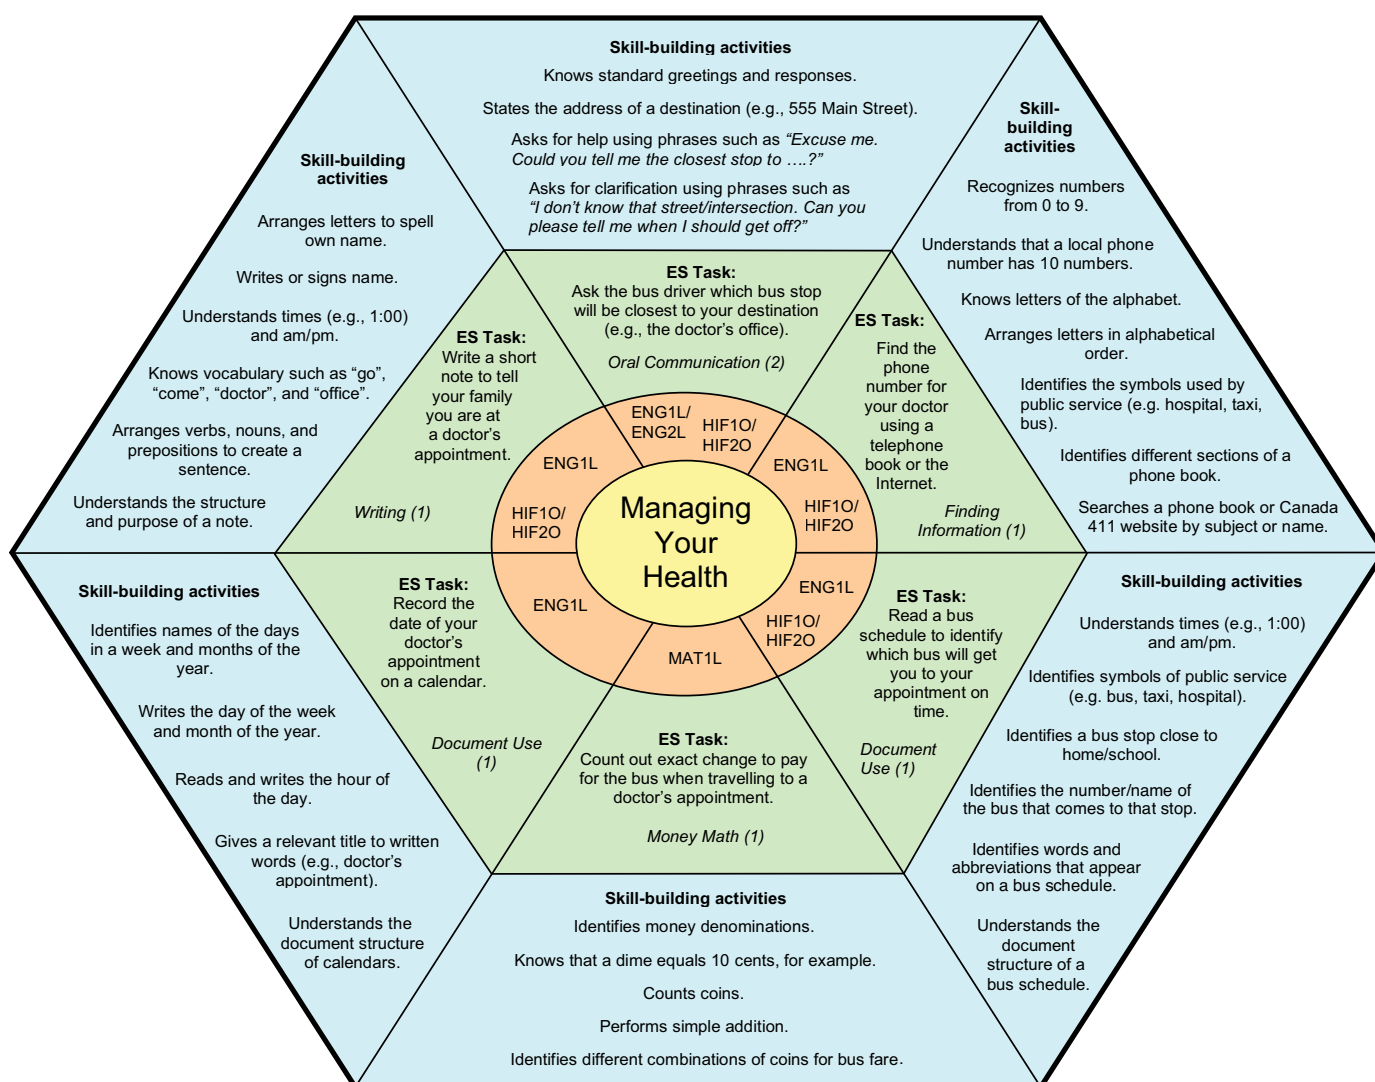 Skill-building activities
Knows standard greetings and responses.
States the address of a destination (e.g., 555 Main Street).
Asks for help using phrases such as “Excuse me.
Could you tell me the closest stop to ….?”
Asks for clarification using phrases such as
“I don’t know that street/intersection. Can you
please tell me when I should get off?”
Skill-
building
activities
Recognizes numbers
from 0 to 9.
Understands that a local phone
number has 10 numbers.
Knows letters of the alphabet.
Arranges letters in alphabetical
order.
Identifies the symbols used by
public service (e.g. hospital, taxi,
bus).
Identifies different sections of a
phone book.
Searches a phone book or Canada
411 website by subject or name.
Skill-building activities
Understands times (e.g., 1:00)
and am/pm.
Identifies symbols of public service
(e.g. bus, taxi, hospital).
Identifies a bus stop close to
home/school.
Identifies the number/name of
the bus that comes to that stop.
Identifies words and
abbreviations that appear
on a bus schedule.
Understands the
document
structure of a
bus schedule.
Skill-building activities
Identifies money denominations.
Knows that a dime equals 10 cents, for example.
Counts coins.
Performs simple addition.
Identifies different combinations of coins for bus fare.
Skill-building activities
Identifies names of the days
in a week and months of the
year.
Writes the day of the week
and month of the year.
Reads and writes the hour of
the day.
Gives a relevant title to written
words (e.g., doctor’s
appointment).
Understands the
document structure
of calendars.
Skill-building
activities
Arranges letters to spell
own name.
Writes or signs name.
Understands times (e.g., 1:00)
and am/pm.
Knows vocabulary such as “go”,
“come”, “doctor”, and “office”.
Arranges verbs, nouns, and
prepositions to create a
sentence.
Understands the structure
and purpose of a note.
ES Task:
Ask the bus driver which bus stop
will be closest to your destination
(e.g., the doctor’s office).
Oral Communication (2)
ES Task:
Find the
phone
number for
your doctor
using a
telephone
book or the
Internet.
Finding
Information (1)
ES Task:
Read a bus
schedule to identify
which bus will get
you to your
appointment on
time.
Document
Use (1)
ES Task:
Count out exact change to pay
for the bus when travelling to a
doctor’s appointment.
Money Math (1)
ES Task:
Record the
date of your
doctor’s
appointment
on a calendar.
Document Use
(1)
ES Task:
Write a short
note to tell
your family
you are at
a doctor’s
appointment.
Writing (1)
ENG1L/
ENG2L
HIF1O/
HIF2O
ENG1L
HIF1O/
HIF2O
ENG1L
HIF1O/
HIF2O
MAT1L
ENG1L
ENG1L
HIF1O/
HIF2O
Managing
Your
Health